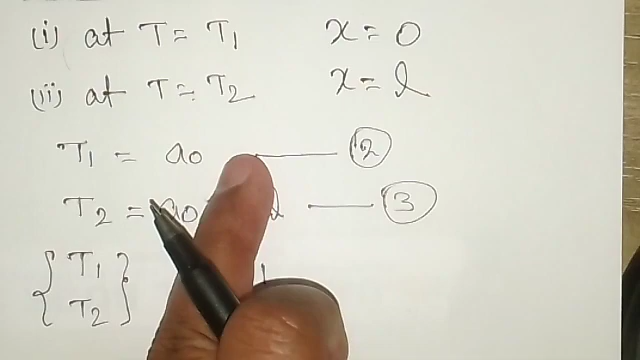 (i) at T = T1 x = 0
(ii) at T = T2 x = l
T1 = a0 —— (2)
T2 = a0 l —— (3)
{ T1
T2 }